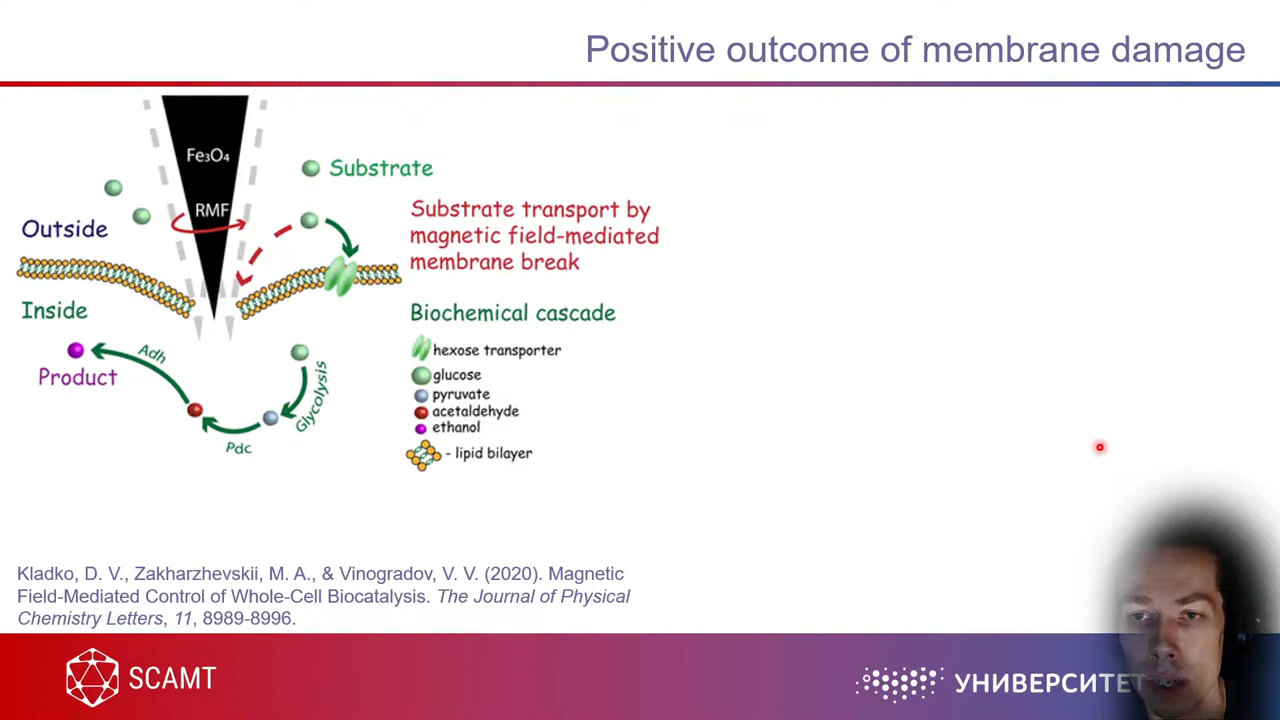 Positive outcome of membrane damage
Fe₃O₄
RMF
Substrate
Outside
Substrate transport by
magnetic field-mediated
membrane break
Inside
Biochemical cascade
Adh
Product
Glycolysis
Pdc
hexose transporter
glucose
pyruvate
acetaldehyde
ethanol
- lipid bilayer
Kladko, D. V., Zakharzhevskii, M. A., & Vinogradov, V. V. (2020). Magnetic
Field-Mediated Control of Whole-Cell Biocatalysis. The Journal of Physical
Chemistry Letters, 11, 8989-8996.
SCAMT
УНИВЕРСИТЕТ